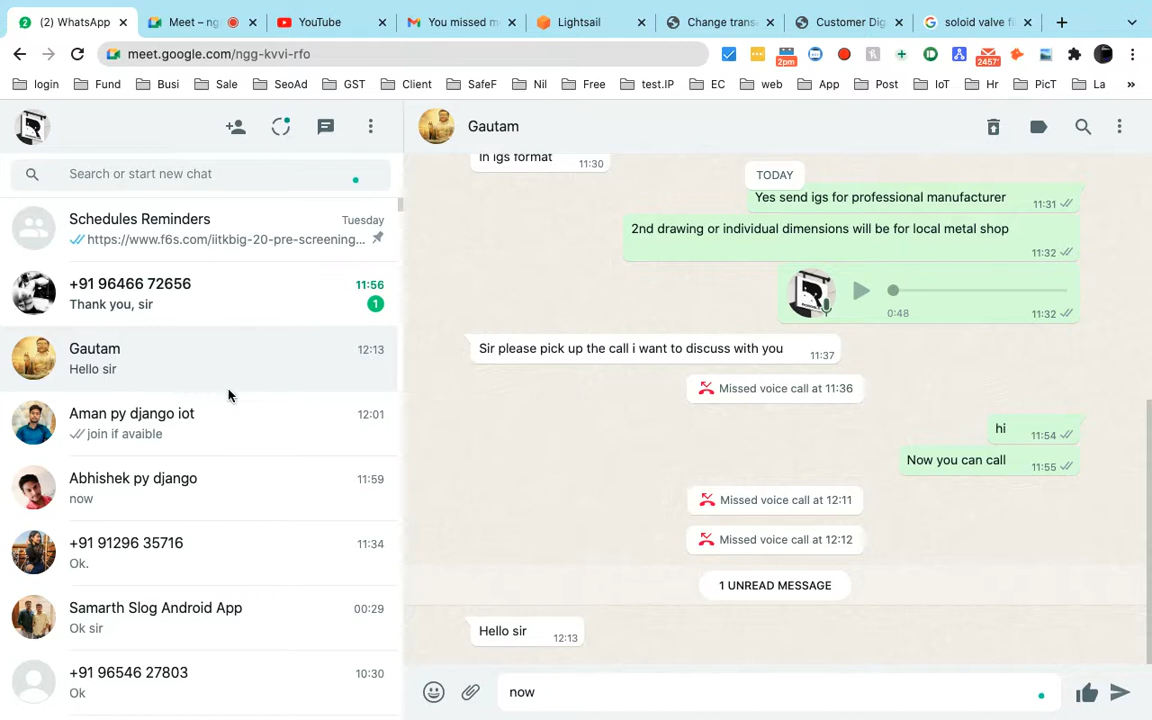 (2) WhatsApp
Meet – ng
YouTube
You missed m
Lightsail
Change trans
Customer Dig
soloid valve f
meet.google.com/ngg-kvvi-rfo
2pm
2457
login
Fund
Busi
Sale
SeoAd
GST
Client
SafeF
Nil
Free
test.IP
EC
web
App
Post
IoT
Hr
PicT
La
»
Search or start new chat
Schedules Reminders
Tuesday
https://www.f6s.com/iitkbig-20-pre-screening...
+91 96466 72656
11:56
Thank you, sir
1
Gautam
12:13
Hello sir
Aman py django iot
12:01
join if avaible
Abhishek py django
11:59
now
+91 91296 35716
11:34
Ok.
Samarth Slog Android App
00:29
Ok sir
+91 96546 27803
10:30
Ok
Gautam
In igs format
11:30
TODAY
Yes send igs for professional manufacturer
11:31
2nd drawing or individual dimensions will be for local metal shop
11:32
0:48
11:32
Sir please pick up the call i want to discuss with you
11:37
Missed voice call at 11:36
hi
11:54
Now you can call
11:55
Missed voice call at 12:11
Missed voice call at 12:12
1 UNREAD MESSAGE
Hello sir
12:13
now